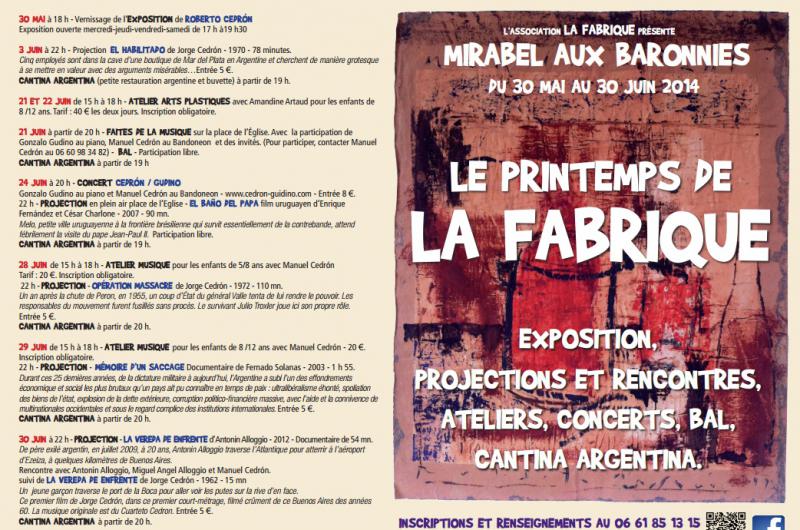 30 MAI à 18 h - Vernissage de l'EXPOSITION de ROBERTO CEDRÓN
Exposition ouverte mercredi-jeudi-vendredi-samedi de 17 h à19 h30
3 JUIN à 22 h - Projection EL HABILITADO de Jorge Cedrón - 1970 - 78 minutes.
Cinq employés sont dans la cave d'une boutique de Mar del Plata en Argentine et cherchent de manière grotesque
à se mettre en valeur avec des arguments misérables...Entrée 5 €.
CANTINA ARGENTINA (petite restauration argentine et buvette) à partir de 19 h.
21 ET 22 JUIN de 15 h à 18 h - ATELIER ARTS PLASTIQUES avec Amandine Artaud pour les enfants de
8 /12 ans. Tarif : 40 € les deux jours. Inscription obligatoire.
21 JUIN à partir de 20 h - FAITES DE LA MUSIQUE sur la place de l'Église. Avec la participation de
Gonzalo Gudino au piano, Manuel Cedrón au Bandoneón et des invités. (Pour participer, contacter Manuel
Cedrón au 06 60 98 34 82) - BAL - Participation libre.
CANTINA ARGENTINA à partir de 19 h
24 JUIN à 20 h - CONCERT CEDRÓN / GUDINO
Gonzalo Gudino au piano et Manuel Cedrón au Bandoneon - www.cedron-guidino.com - Entrée 8 €.
22 h - PROJECTION en plein air place de l'Eglise - EL BAÑO DEL PAPA film uruguayen d'Enrique
Fernández et César Charlone - 2007 - 90 mn.
Melo, petite ville uruguayenne à la frontière brésilienne qui survit essentiellement de la contrebande, attend
fébrilement la visite du pape Jean-Paul II. Participation libre.
CANTINA ARGENTINA à partir de 19 h.
28 JUIN de 15 h à 18 h - ATELIER MUSIQUE pour les enfants de 5/8 ans avec Manuel Cedrón
Tarif : 20 €. Inscription obligatoire.
22 h - PROJECTION - OPÉRATION MASSACRE de Jorge Cedrón - 1972 - 110 mn.
Un an après la chute de Peron, en 1955, un coup d'État du général Valle tenta de lui rendre le pouvoir. Les
responsables du mouvement furent fusillés sans procès. Le survivant Julio Troxler joue ici son propre rôle.
Entrée 5 €.
CANTINA ARGENTINA à partir de 20 h.
29 JUIN de 15 h à 18 h - ATELIER MUSIQUE pour les enfants de 8 /12 ans avec Manuel Cedrón - 20 €.
Inscription obligatoire.
22 h - PROJECTION - MÉMOIRE D'UN SACCAGE Documentaire de Fernado Solanas - 2003 - 1 h 55.
Durant ces 25 dernières années, de la dictature militaire à aujourd'hui, l'Argentine a subi l'un des effondrements
économique et social les plus brutaux qu'un pays ait pu connaître en temps de paix : ultralibéralisme éhonté, spoliation
des biens de l'état, explosion de la dette extérieure, corruption politico-financière massive, avec l'aide et la connivence de
multinationales occidentales et sous le regard complice des institutions internationales. Entrée 5 €.
CANTINA ARGENTINA à partir de 20 h.
30 JUIN à 22 h - PROJECTION - LA VEREDA DE ENFRENTE d'Antonin Alloggio - 2012 - Documentaire de 54 mn.
De père exilé argentin, en juillet 2009, à 20 ans, Antonin Alloggio traverse l'Atlantique pour atterrir à l'aéroport
d'Ezeiza, à quelques kilomètres de Buenos Aires.
Rencontre avec Antonin Alloggio, Miguel Angel Alloggio et Manuel Cedrón.
suivi de LA VEREDA DE ENFRENTE de Jorge Cedrón - 1962 - 15 mn
Un jeune garçon traverse le port de la Boca pour aller voir les putes sur la rive d'en face.
Ce premier film de Jorge Cedrón, dans ce premier court-métrage, filmé crûment de ce Buenos Aires des années
60. La musique originale est du Cuarteto Cedron. Entrée 5 €.
CANTINA ARGENTINA à partir de 20 h.
L'ASSOCIATION LA FABRIQUE PRÉSENTE
MIRABEL AUX BARONNIES
DU 30 MAI AU 30 JUIN 2014
LE PRINTEMPS DE
LA FABRIQUE
EXPOSITION,
PROJECTIONS ET RENCONTRES,
ATELIERS, CONCERTS, BAL,
CANTINA ARGENTINA.
INSCRIPTIONS ET RENSEIGNEMENTS AU 06 61 85 13 15